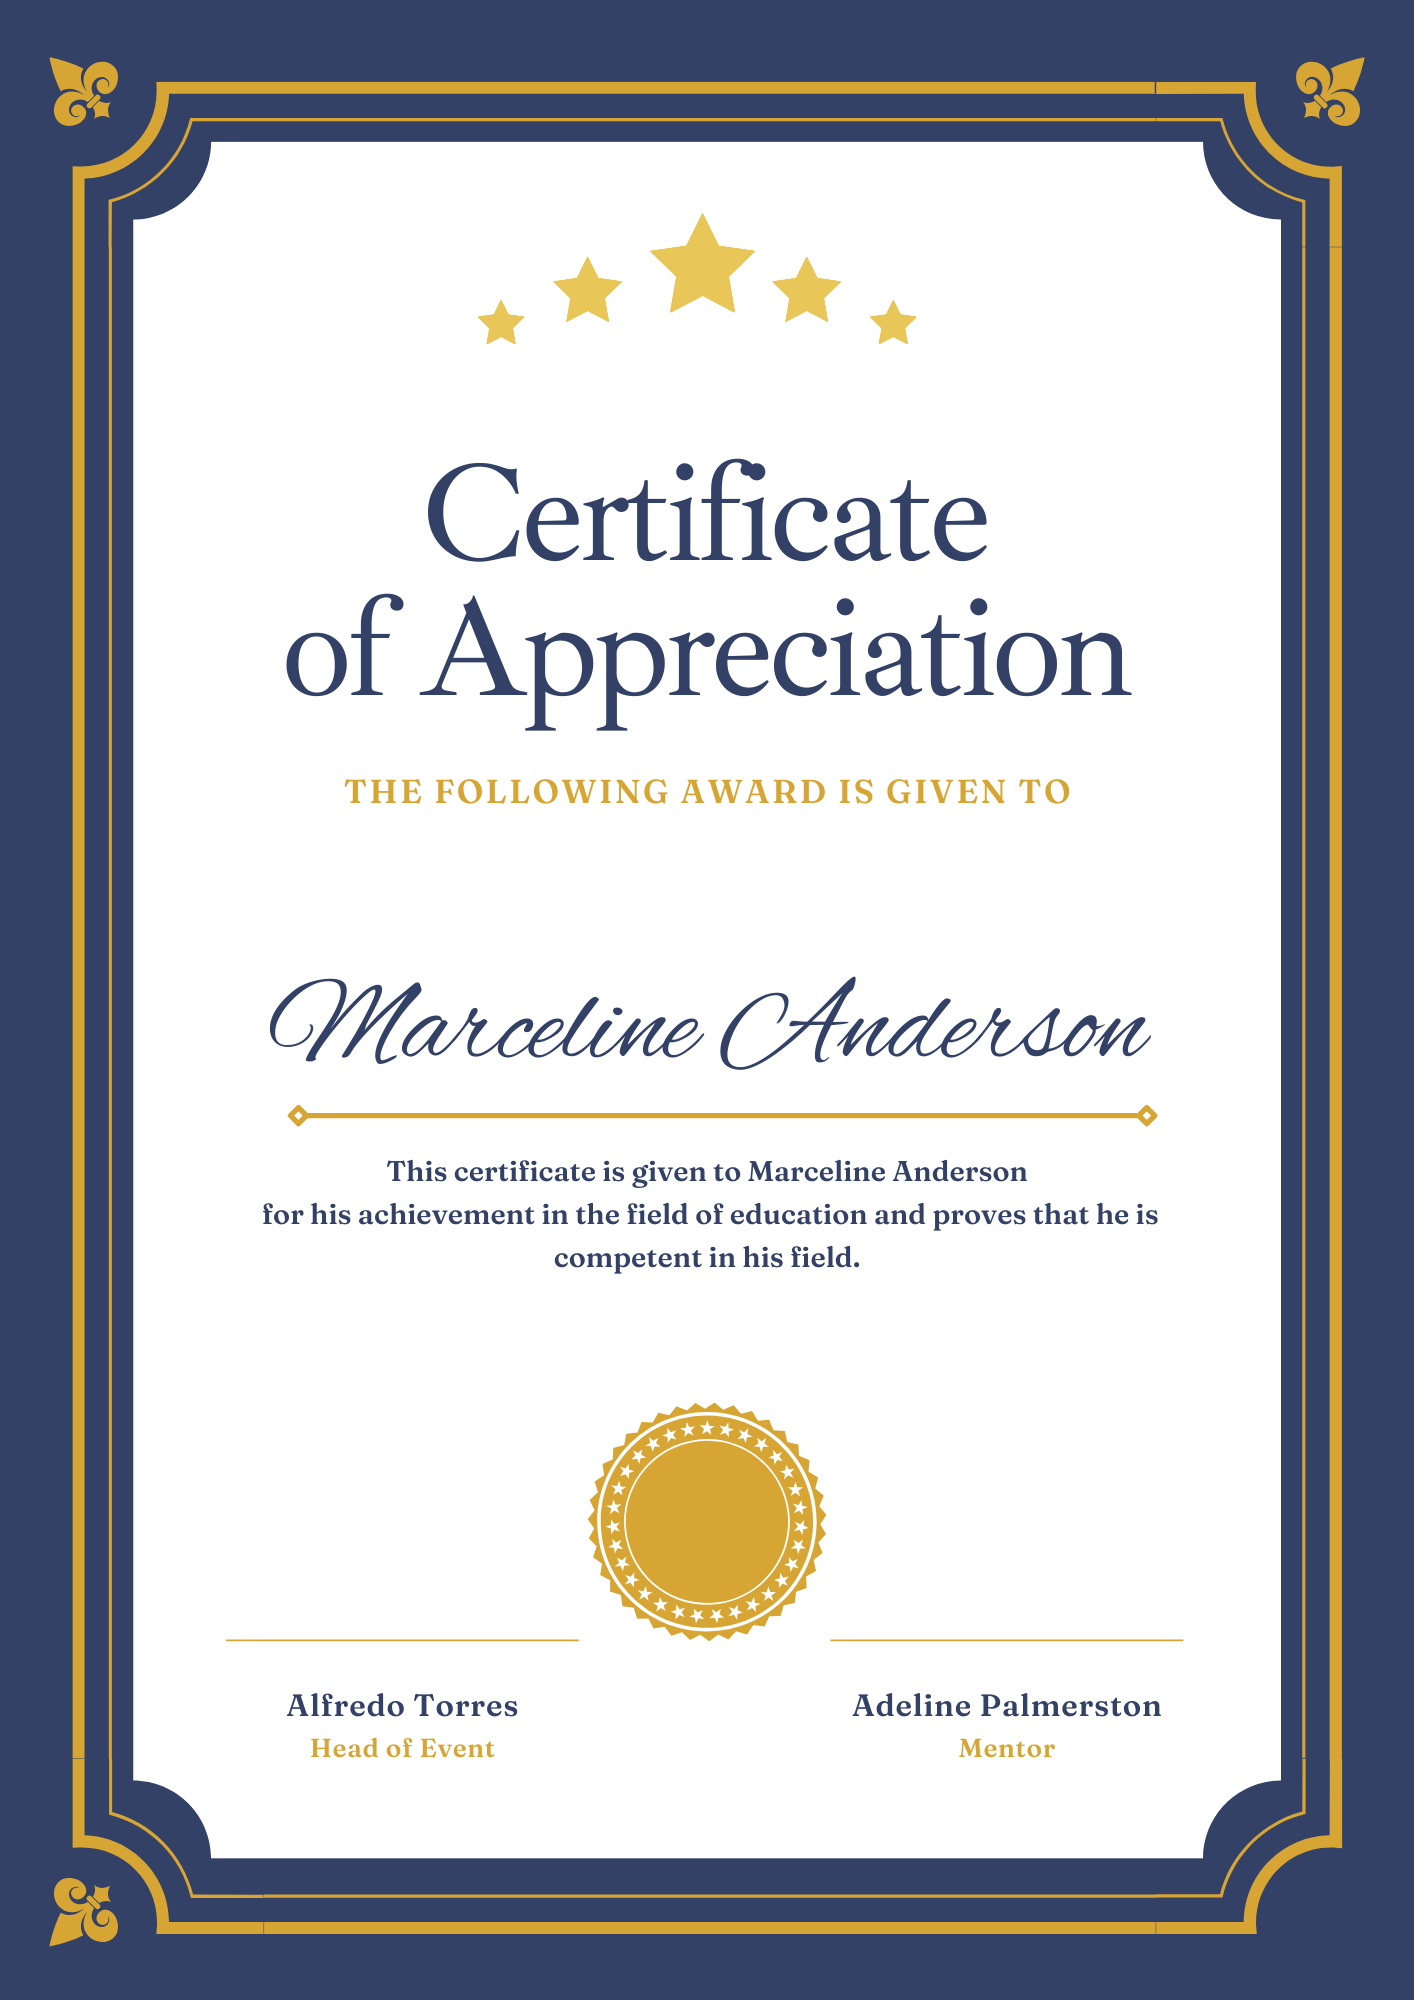 Certificate
of Appreciation
THE FOLLOWING AWARD IS GIVEN TO
Marceline Anderson
This certificate is given to Marceline Anderson
for his achievement in the field of education and proves that he is
competent in his field.
Alfredo Torres
Head of Event
Adeline Palmerston
Mentor